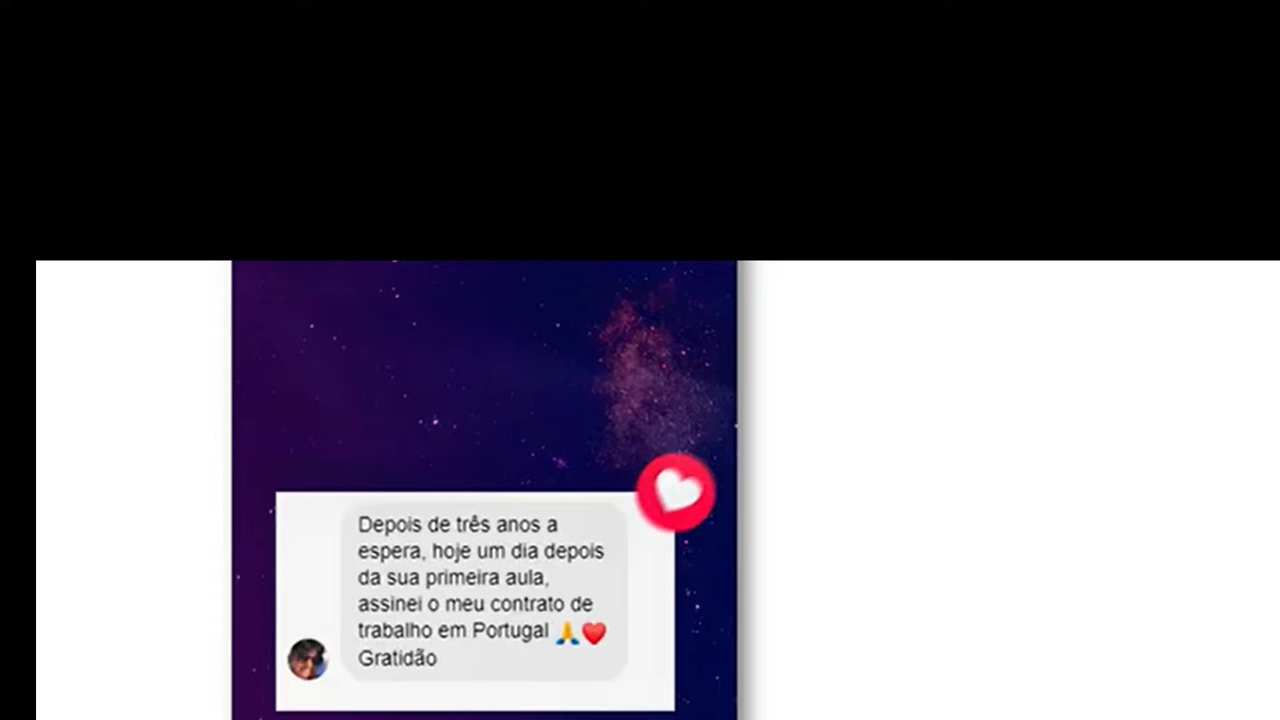 Depois de três anos a
espera, hoje um dia depois
da sua primeira aula,
assinei o meu contrato de
trabalho em Portugal 🙏❤️
Gratidão